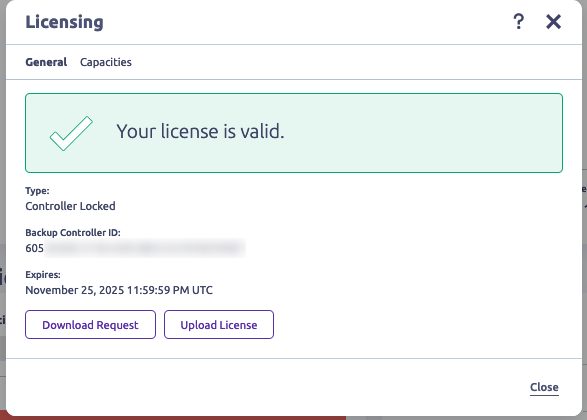 Licensing
?
General Capacities
Your license is valid.
Type:
Controller Locked
Backup Controller ID:
605
Expires:
November 25, 2025 11:59:59 PM UTC
Download Request Upload License
Close